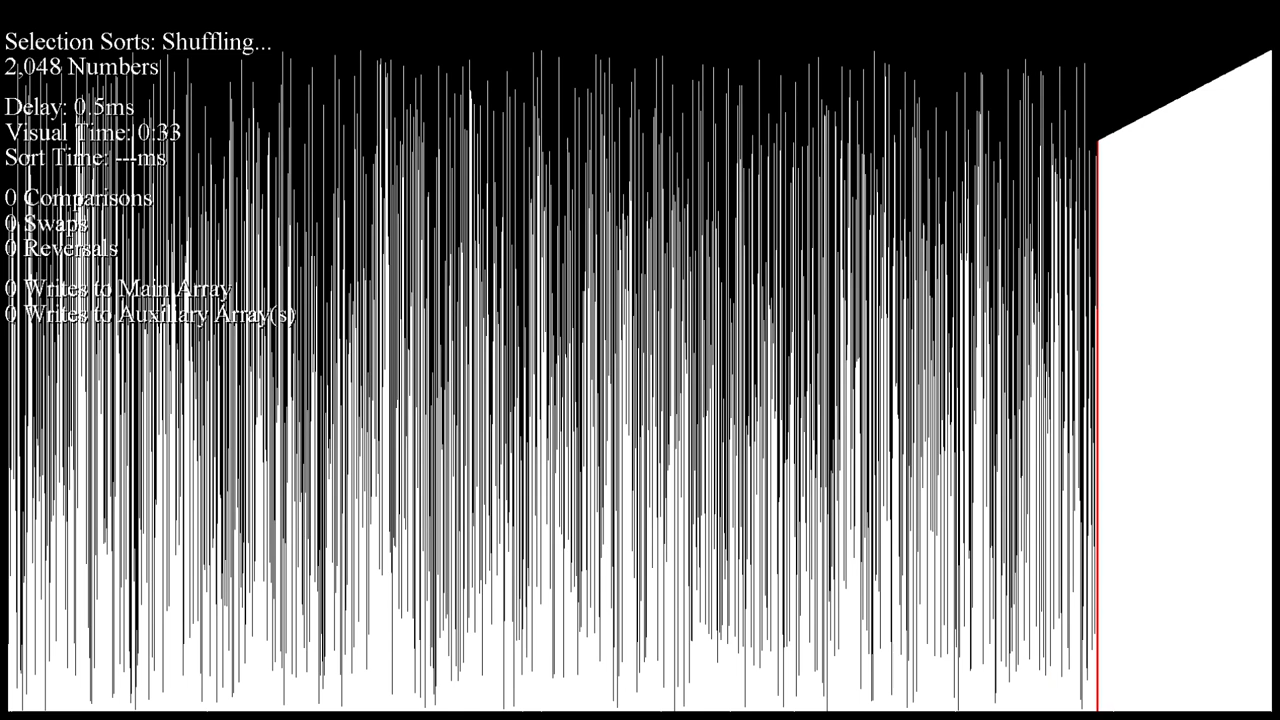 Selection Sorts: Shuffling...
2,048 Numbers
Delay: 0.5ms
Visual Time: 0:33
Sort Time: ---ms
0 Comparisons
0 Swaps
0 Reversals
0 Writes to Main Array
0 Writes to Auxiliary Array(s)